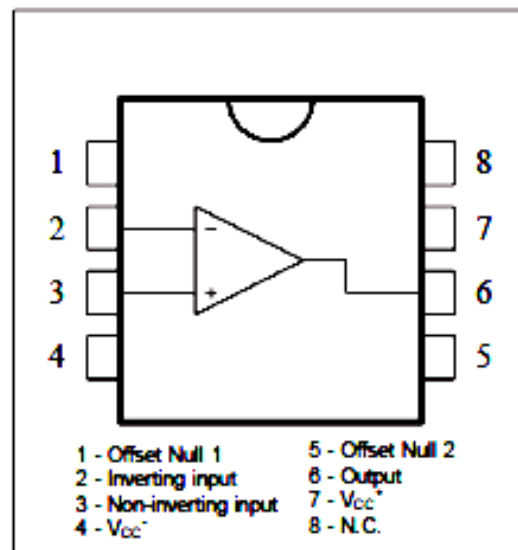 1
2
3
4
8
7
6
5
-
+
1 - Offset Null 1
2 - Inverting input
3 - Non-inverting input
4 - VCC-
5 - Offset Null 2
6 - Output
7 - VCC+
8 - N.C.